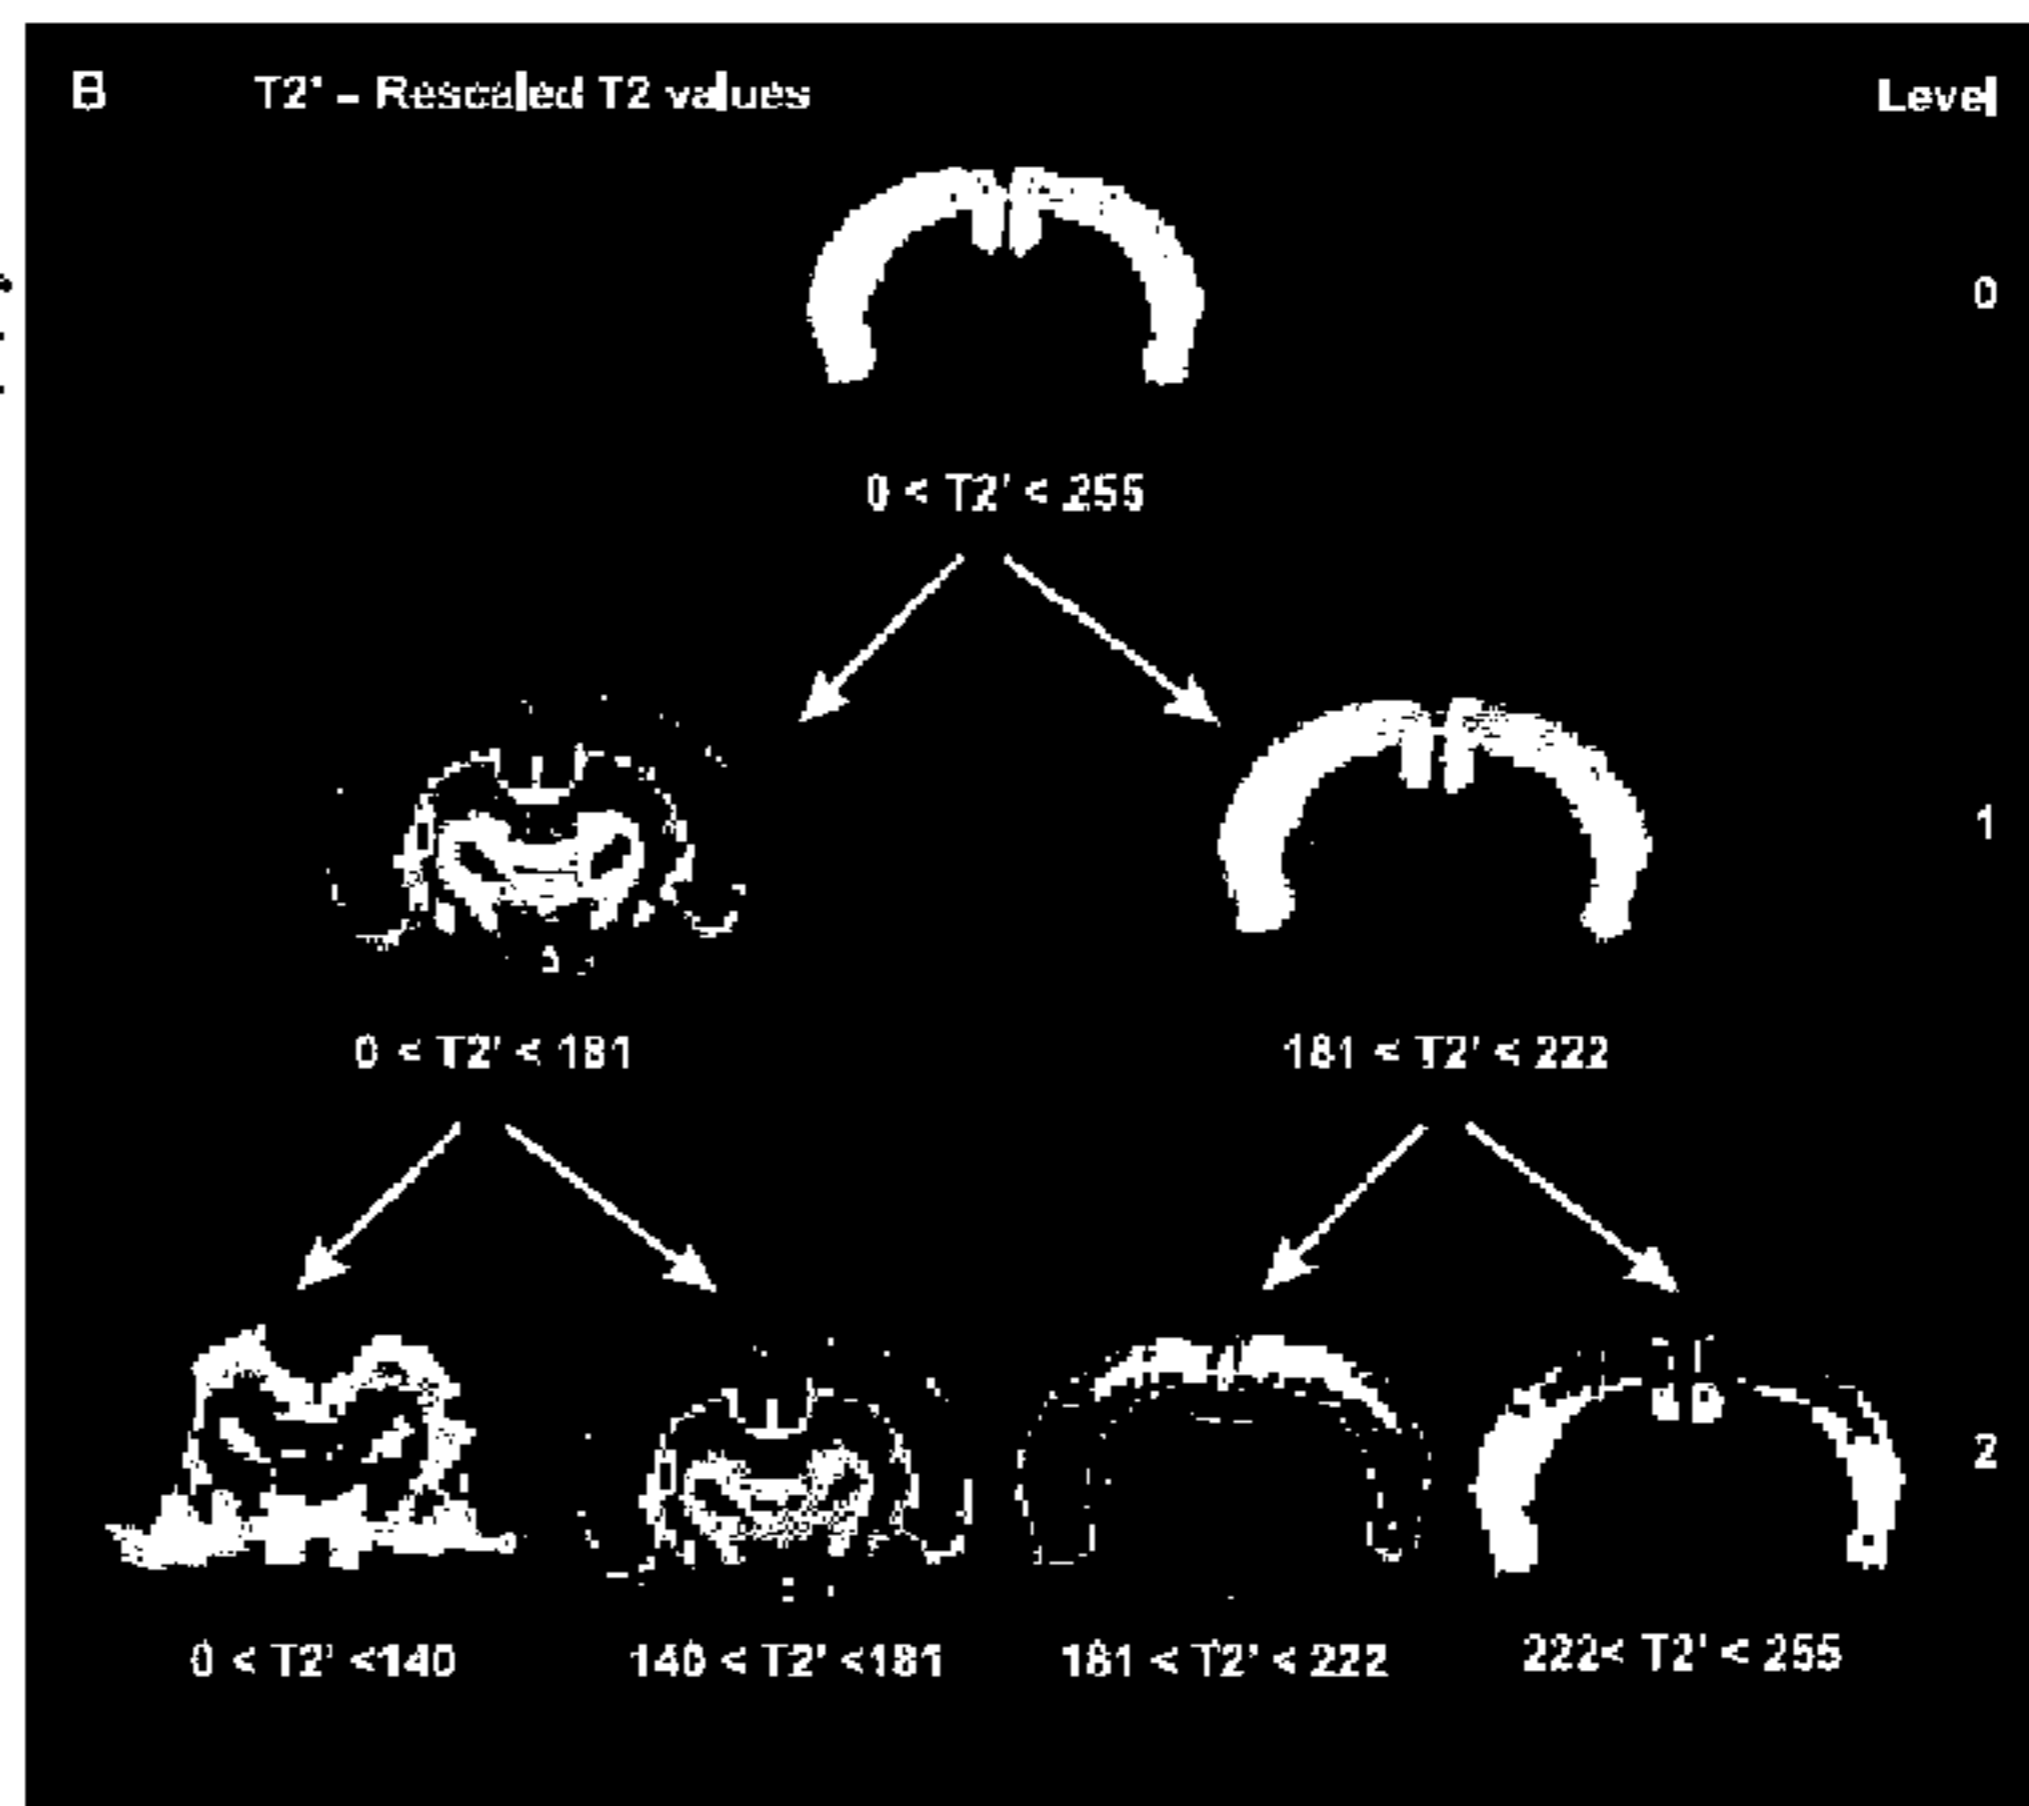 B T2' - Rescaled T2 values Level
0
0 < T2' < 255
1
0 < T2' < 181 181 < T2' < 222
2
0 < T2' <140 140 < T2' <181 181 < T2' < 222 222< T2' < 255